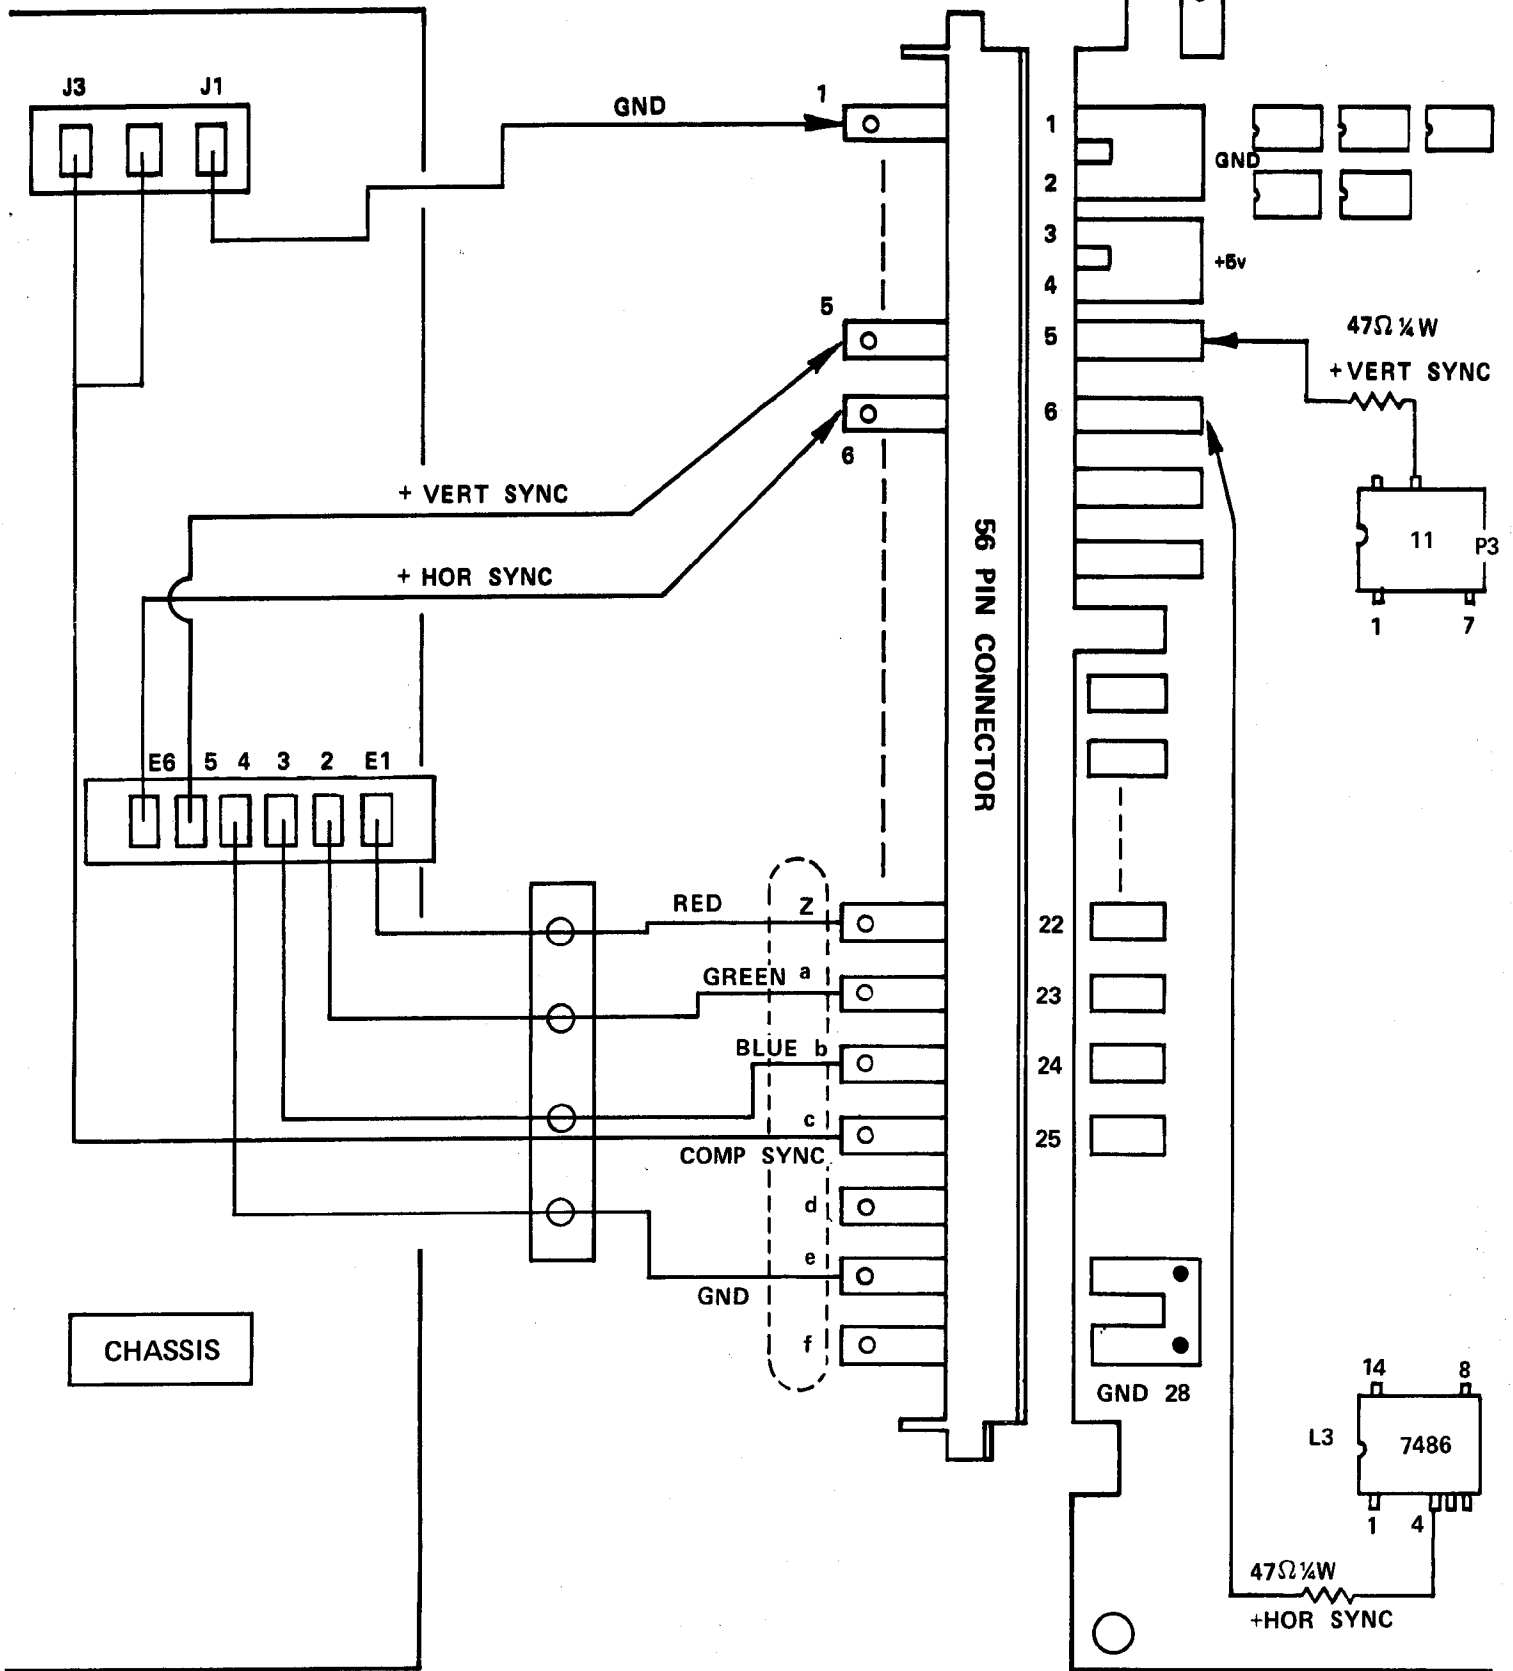 J3 J1
GND
1
1
2
GND
3
4
+5v
5
5
47Ω ¼W
+VERT SYNC
6
6
+ VERT SYNC
11 P3
1 7
+ HOR SYNC
56 PIN CONNECTOR
E6 5 4 3 2 E1
RED Z
22
GREEN a
23
BLUE b
24
c
25
COMP SYNC
d
e
GND
f
CHASSIS
GND 28
14 8
L3 7486
1 4
47Ω ¼W
+HOR SYNC